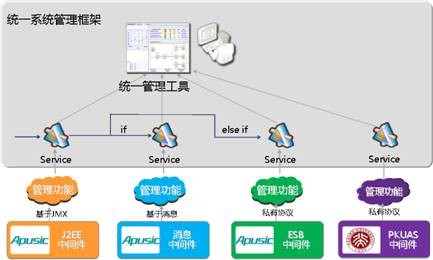 统一系统管理框架
统一管理工具
if
else if
Service
Service
Service
Service
管理功能
管理功能
管理功能
管理功能
基于JMX
基于消息
私有协议
私有协议
Apusic
J2EE
中间件
Apusic
消息
中间件
Apusic
ESB
中间件
PKUAS
中间件